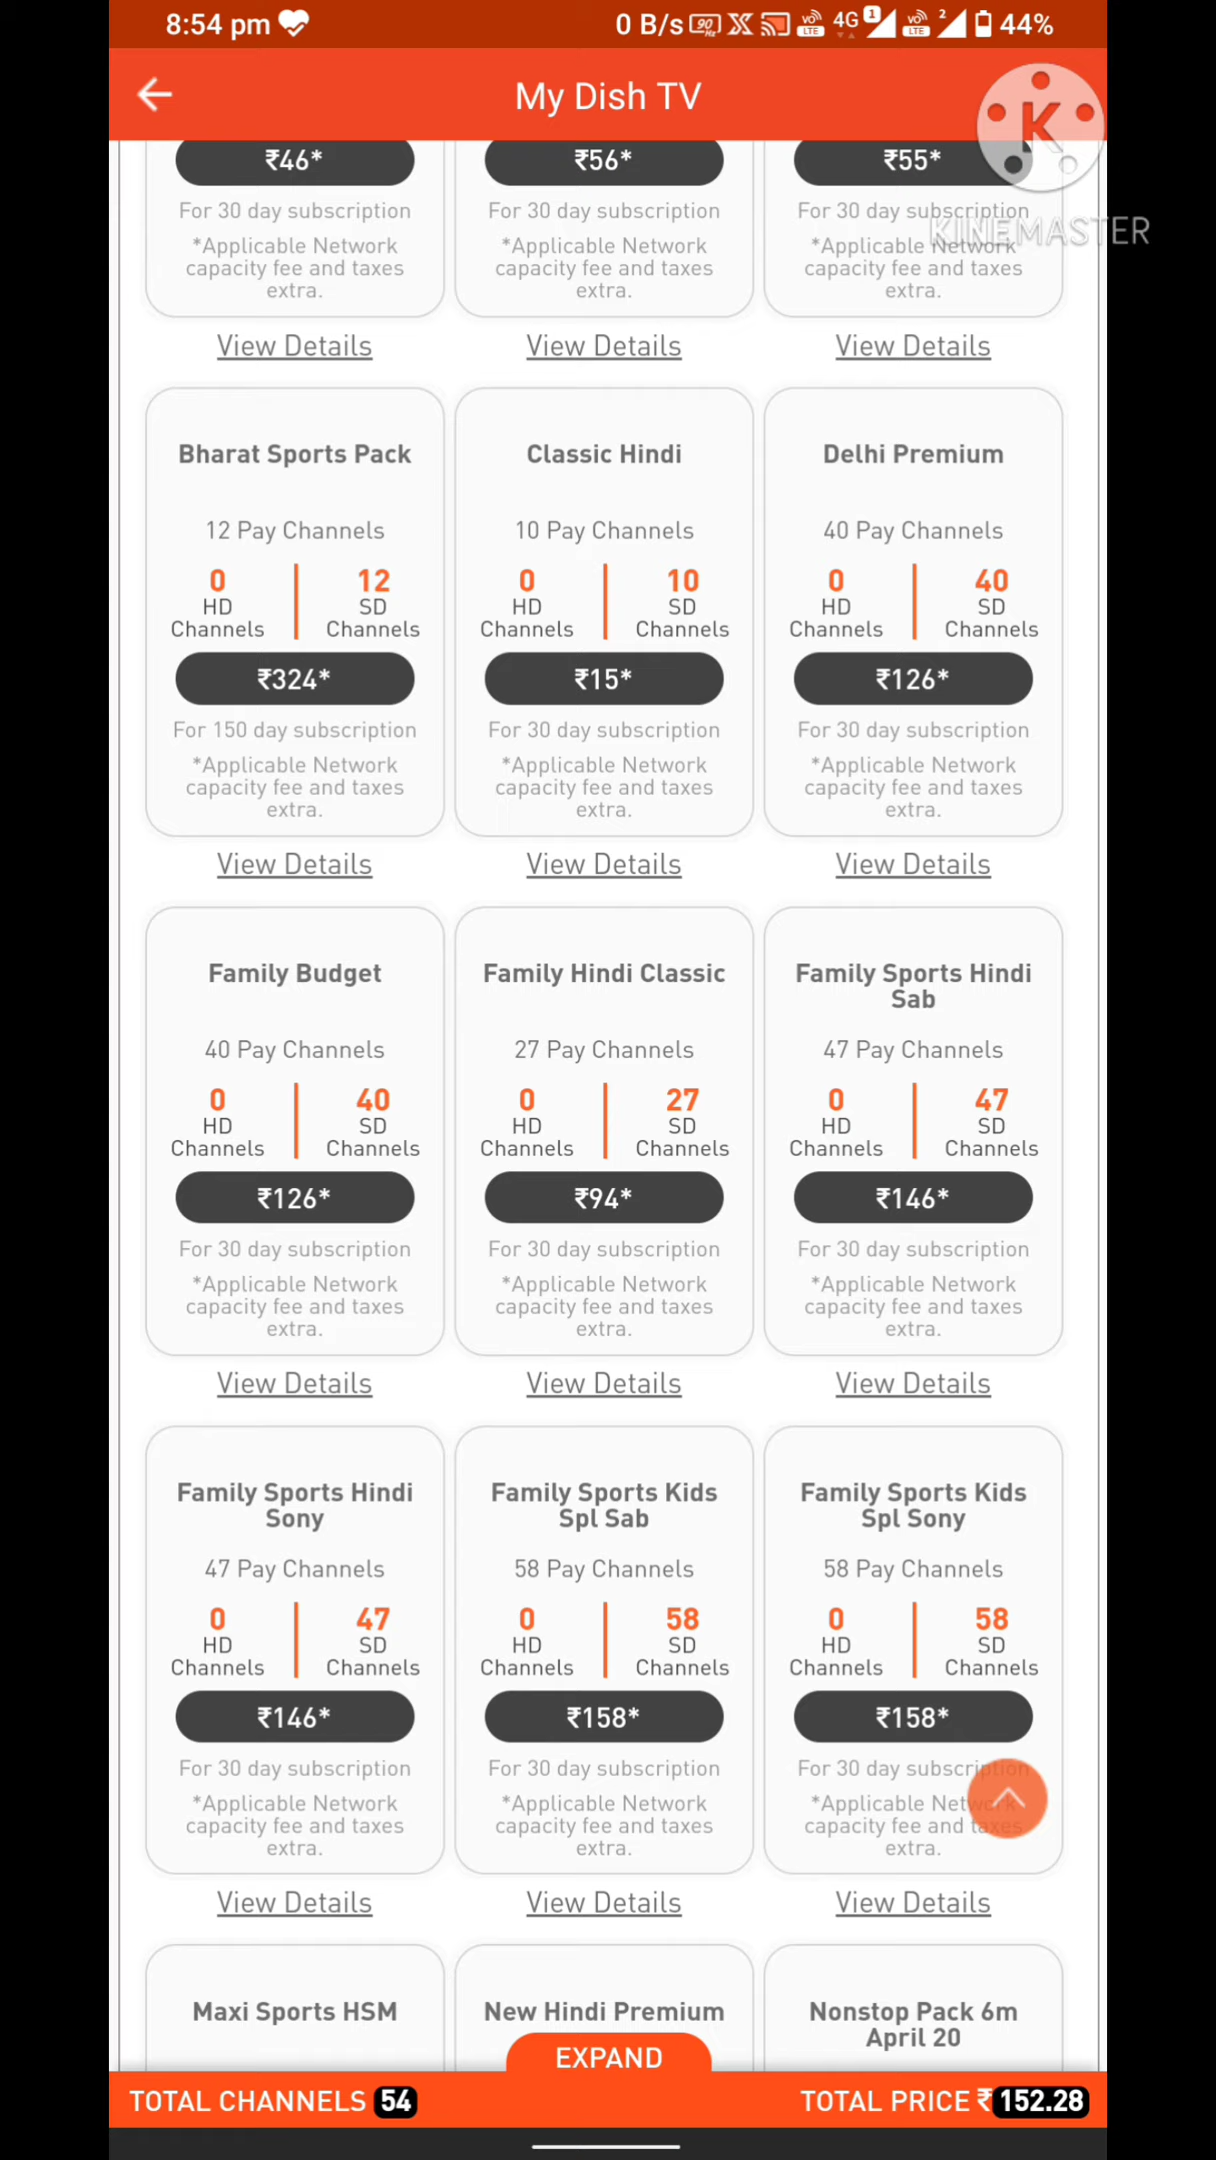 8:54 pm 0 B/s 90 Hz VO LTE 4G 1 VO LTE 2 44%
My Dish TV
K
KINEMASTER
₹46* ₹56* ₹55*
For 30 day subscription For 30 day subscription For 30 day subscription
*Applicable Network *Applicable Network *Applicable Network
capacity fee and taxes capacity fee and taxes capacity fee and taxes
extra. extra. extra.
View Details View Details View Details
Bharat Sports Pack Classic Hindi Delhi Premium
12 Pay Channels 10 Pay Channels 40 Pay Channels
0 12 0 10 0 40
HD SD HD SD HD SD
Channels Channels Channels Channels Channels Channels
₹324* ₹15* ₹126*
For 150 day subscription For 30 day subscription For 30 day subscription
*Applicable Network *Applicable Network *Applicable Network
capacity fee and taxes capacity fee and taxes capacity fee and taxes
extra. extra. extra.
View Details View Details View Details
Family Budget Family Hindi Classic Family Sports Hindi
Sab
40 Pay Channels 27 Pay Channels 47 Pay Channels
0 40 0 27 0 47
HD SD HD SD HD SD
Channels Channels Channels Channels Channels Channels
₹126* ₹94* ₹146*
For 30 day subscription For 30 day subscription For 30 day subscription
*Applicable Network *Applicable Network *Applicable Network
capacity fee and taxes capacity fee and taxes capacity fee and taxes
extra. extra. extra.
View Details View Details View Details
Family Sports Hindi Family Sports Kids Family Sports Kids
Sony Spl Sab Spl Sony
47 Pay Channels 58 Pay Channels 58 Pay Channels
0 47 0 58 0 58
HD SD HD SD HD SD
Channels Channels Channels Channels Channels Channels
₹146* ₹158* ₹158*
For 30 day subscription For 30 day subscription For 30 day subscription
*Applicable Network *Applicable Network *Applicable Network
capacity fee and taxes capacity fee and taxes capacity fee and taxes
extra. extra. extra.
View Details View Details View Details
Maxi Sports HSM New Hindi Premium Nonstop Pack 6m
April 20
EXPAND
TOTAL CHANNELS 54 TOTAL PRICE ₹ 152.28